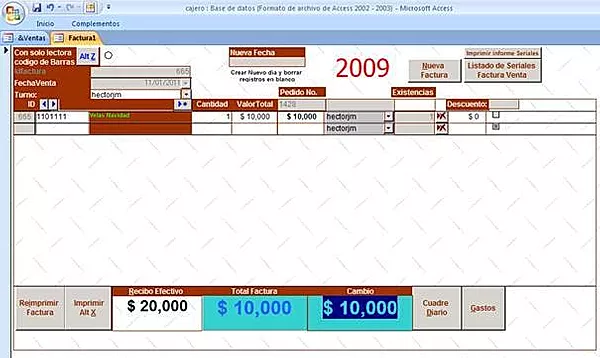 cajero : Base de datos (Formato de archivo de Access 2002 - 2003) - Microsoft Access
Inicio Complementos
&Ventas Factura1
Con solo lectora
codigo de Barras
Alt Z
Nueva Fecha
Crear Nuevo dia y borrar
registros en blanco
2009
Nueva
Factura
Imprimir informe Seriales
Listado de Seriales
Factura Venta
idfactura 665
FechaVenta 11/01/2011
Turno: hectorjm
Pedido No. Existencias
ID Cantidad ValorTotal 1428 Descuento:
665 1101111 Velas Navidad 1 $ 10,000 $ 10,000 hectorjm 1 $ 0
hectorjm
Reimprimir
Factura
Imprimir
Alt X
Recibo Efectivo
$ 20,000
Total Factura
$ 10,000
Cambio
$ 10,000
Cuadre
Diario
Gastos